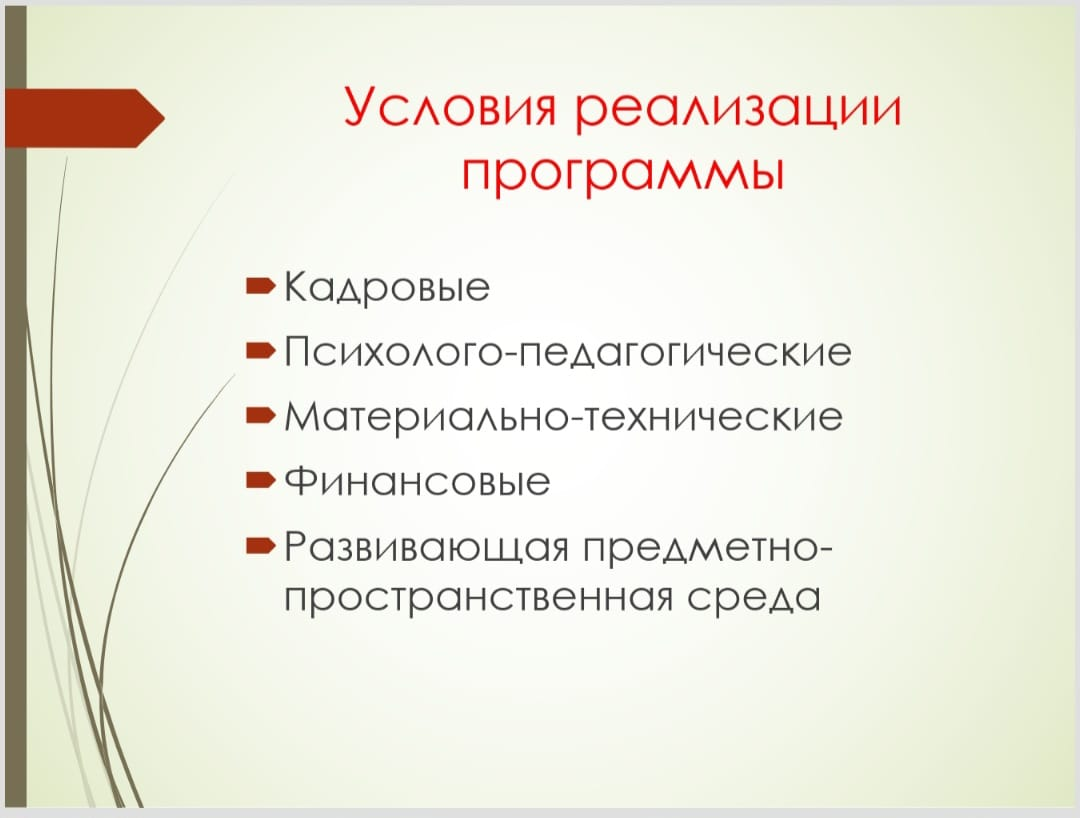 Условия реализации
программы
Кадровые
Психолого-педагогические
Материально-технические
Финансовые
Развивающая предметно-
пространственная среда